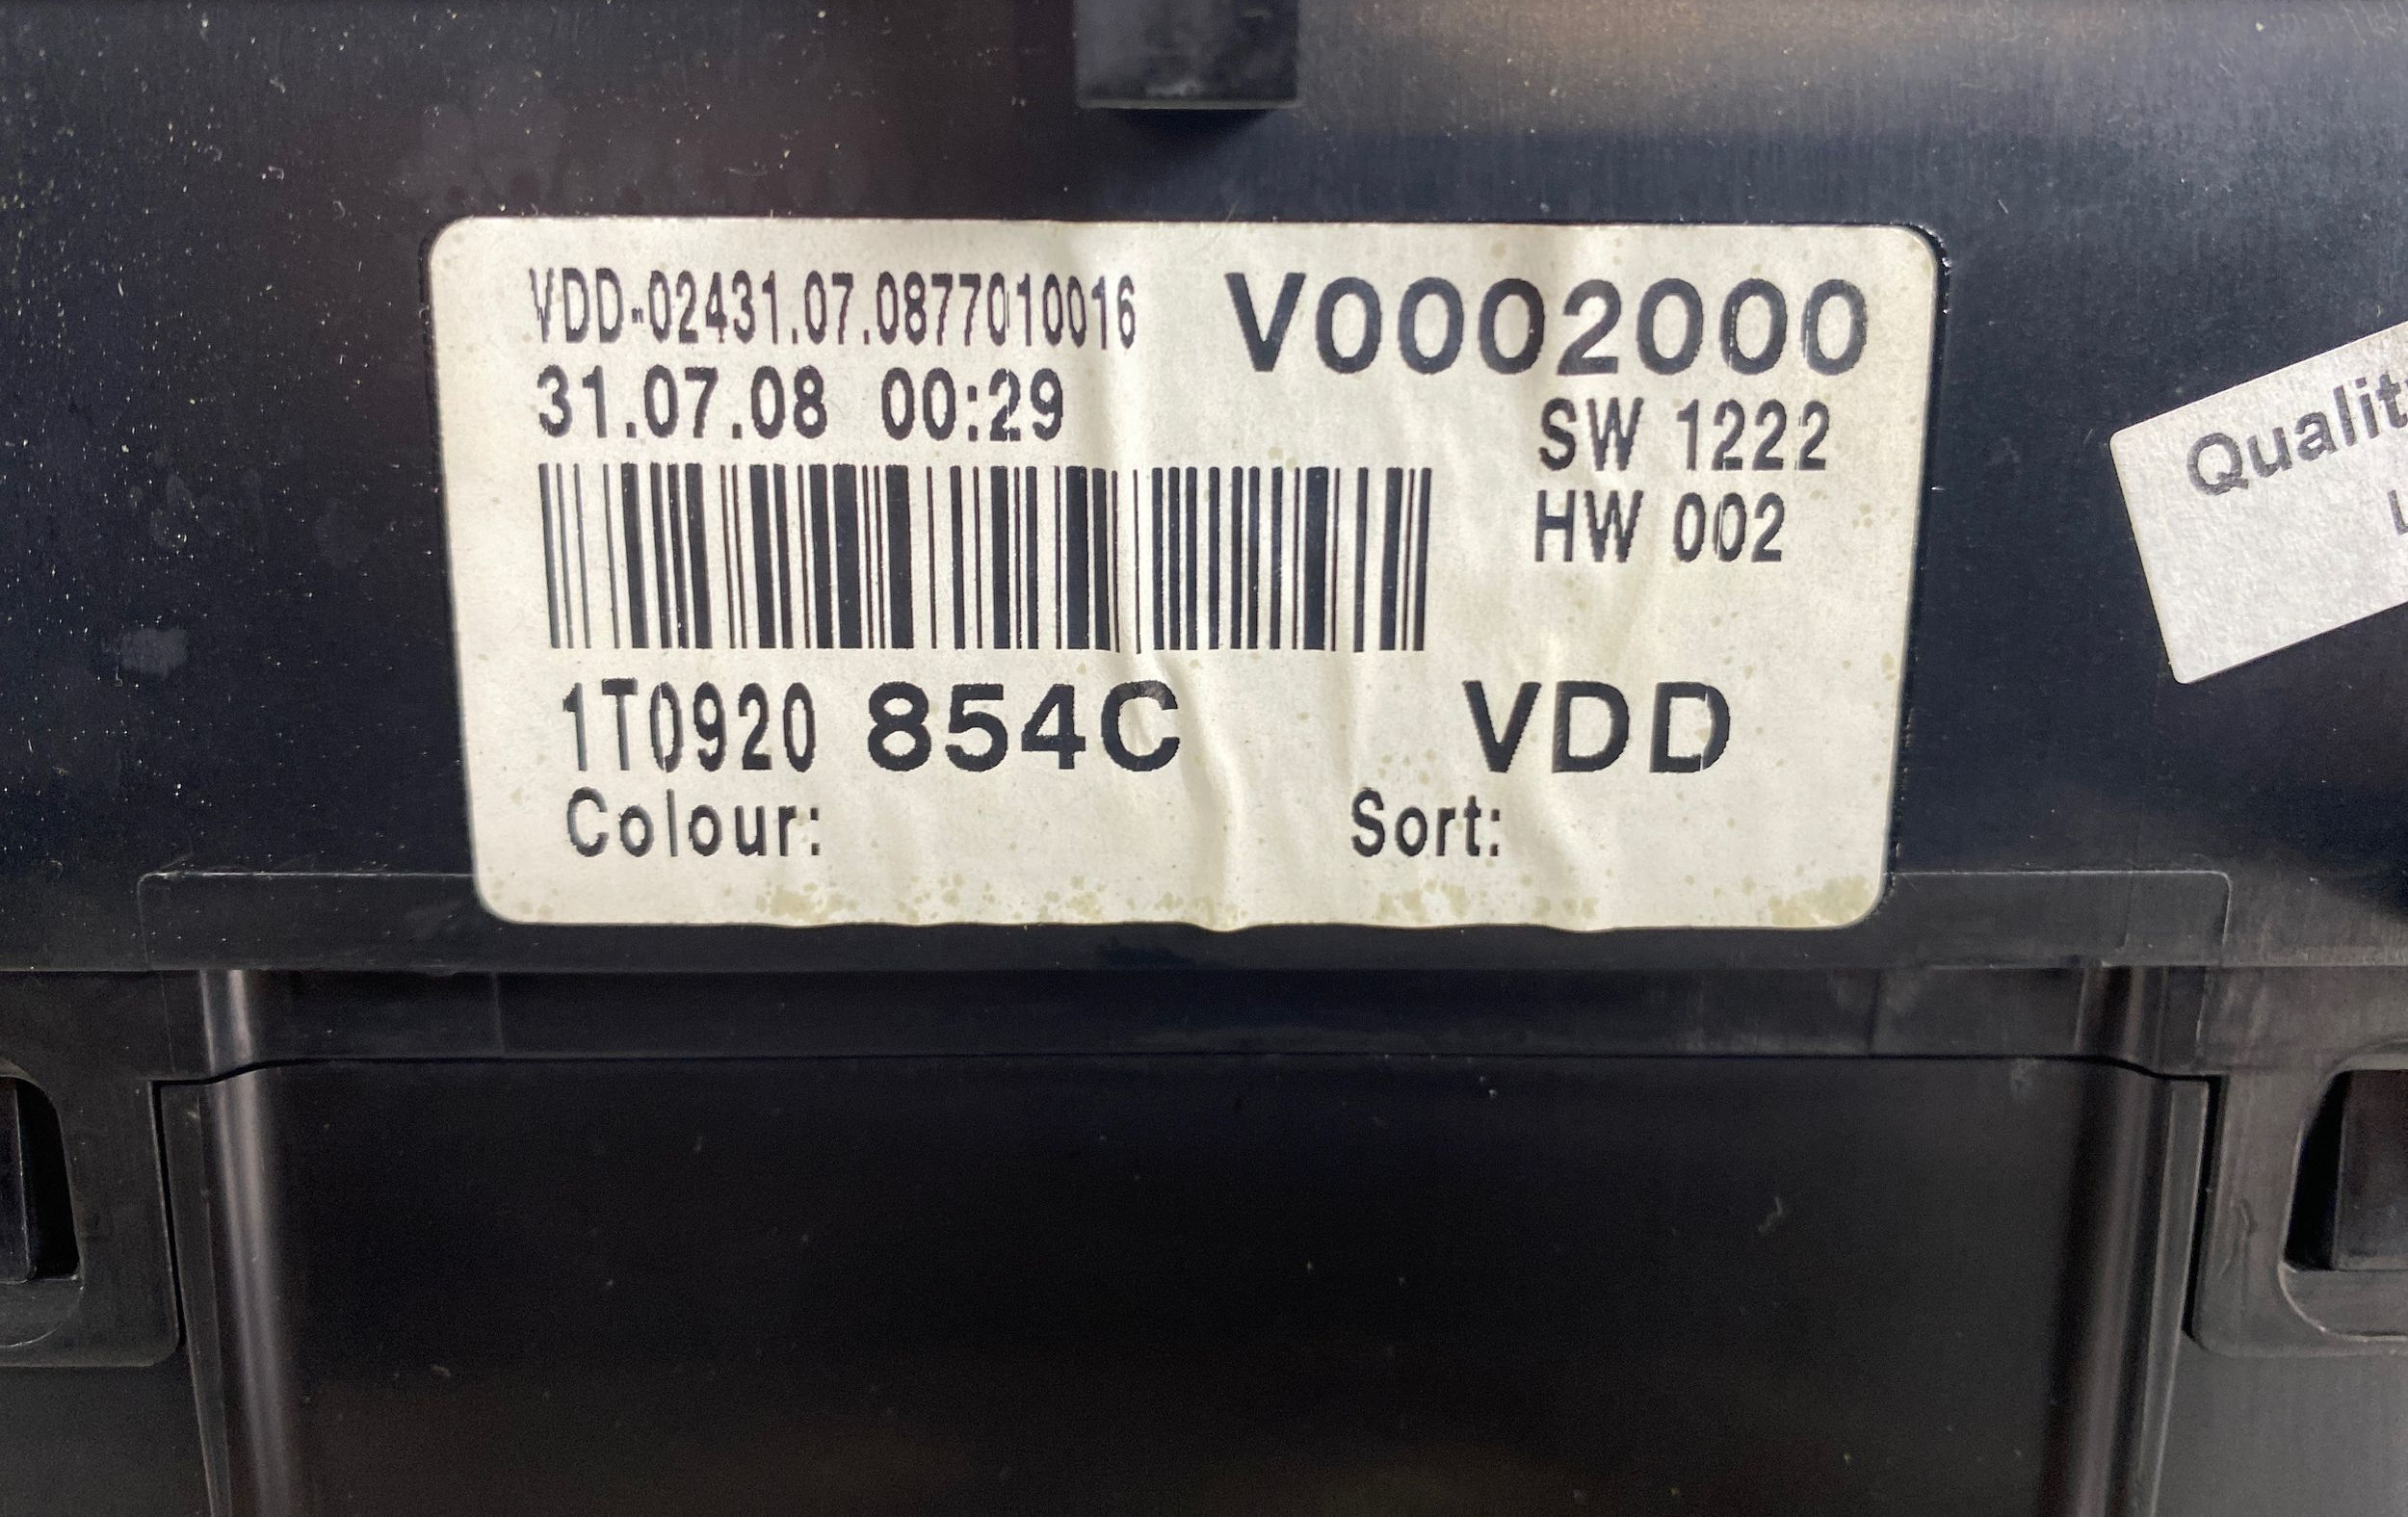 VDD-02431.07.0877010016
V0002000
31.07.08 00:29
SW 1222
HW 002
1T0920 854C VDD
Colour: Sort: